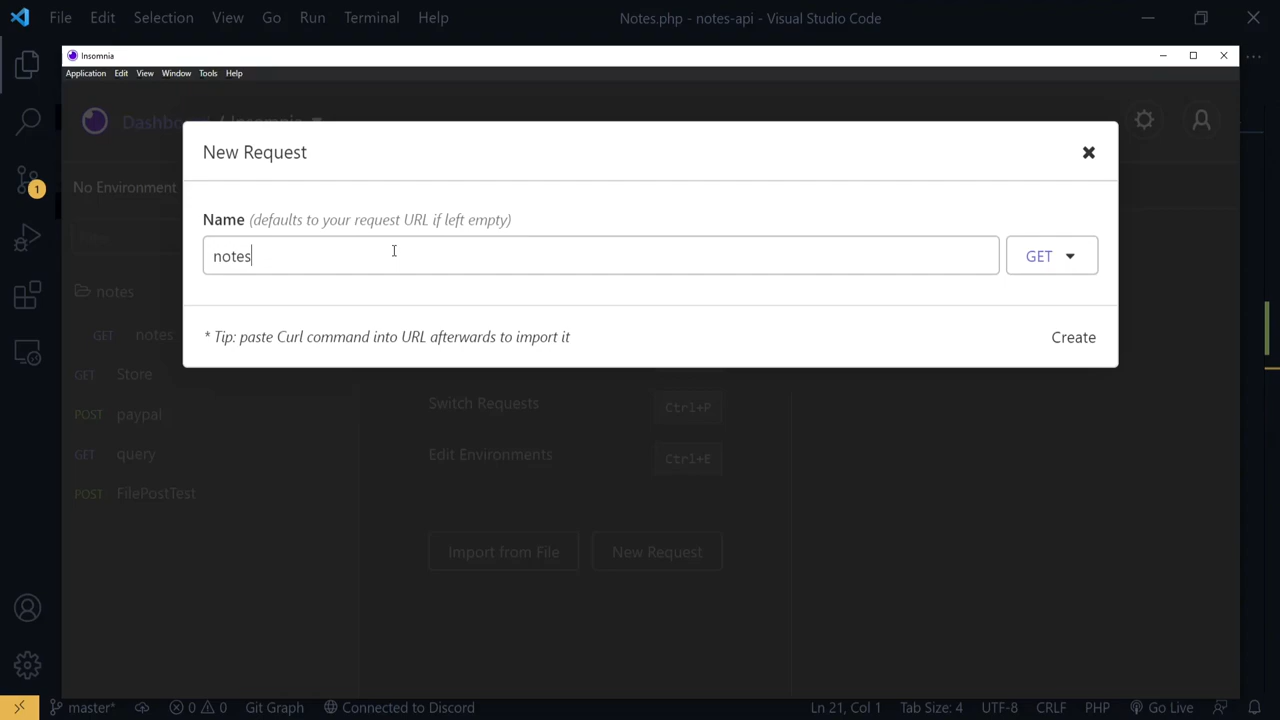 File Edit Selection View Go Run Terminal Help
Notes.php - notes-api - Visual Studio Code
Insomnia
Application Edit View Window Tools Help
Dashbo / Insomnia
New Request
No Environment
Name (defaults to your request URL if left empty)
notes
GET
notes
* Tip: paste Curl command into URL afterwards to import it
Create
GET notes
GET Store
POST paypal
GET query
POST FilePostTest
Switch Requests Ctrl+P
Edit Environments Ctrl+E
Import from File
New Request
1
master* 0 0 Git Graph Connected to Discord
Ln 21, Col 1 Tab Size: 4 UTF-8 CRLF PHP Go Live